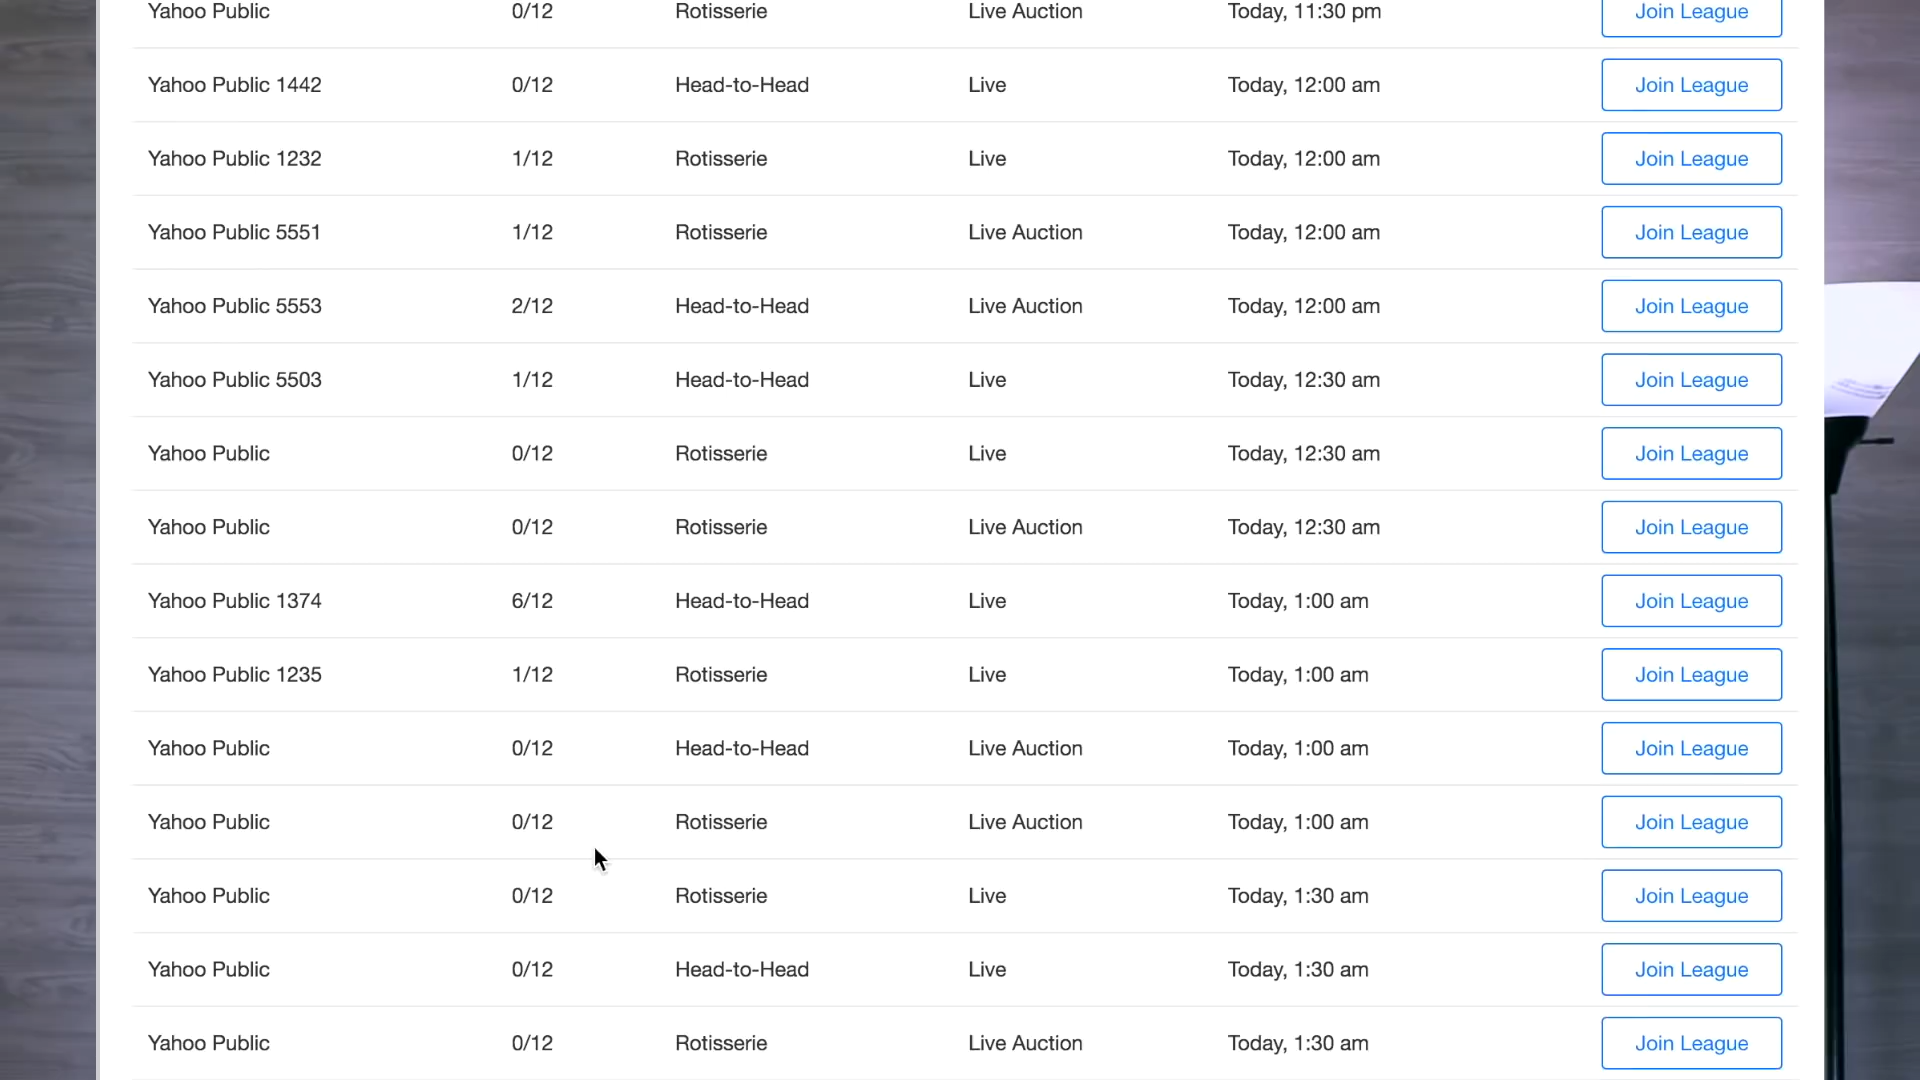 Yahoo Public 0/12 Rotisserie Live Auction Today, 11:30 pm Join League
Yahoo Public 1442 0/12 Head-to-Head Live Today, 12:00 am Join League
Yahoo Public 1232 1/12 Rotisserie Live Today, 12:00 am Join League
Yahoo Public 5551 1/12 Rotisserie Live Auction Today, 12:00 am Join League
Yahoo Public 5553 2/12 Head-to-Head Live Auction Today, 12:00 am Join League
Yahoo Public 5503 1/12 Head-to-Head Live Today, 12:30 am Join League
Yahoo Public 0/12 Rotisserie Live Today, 12:30 am Join League
Yahoo Public 0/12 Rotisserie Live Auction Today, 12:30 am Join League
Yahoo Public 1374 6/12 Head-to-Head Live Today, 1:00 am Join League
Yahoo Public 1235 1/12 Rotisserie Live Today, 1:00 am Join League
Yahoo Public 0/12 Head-to-Head Live Auction Today, 1:00 am Join League
Yahoo Public 0/12 Rotisserie Live Auction Today, 1:00 am Join League
Yahoo Public 0/12 Rotisserie Live Today, 1:30 am Join League
Yahoo Public 0/12 Head-to-Head Live Today, 1:30 am Join League
Yahoo Public 0/12 Rotisserie Live Auction Today, 1:30 am Join League